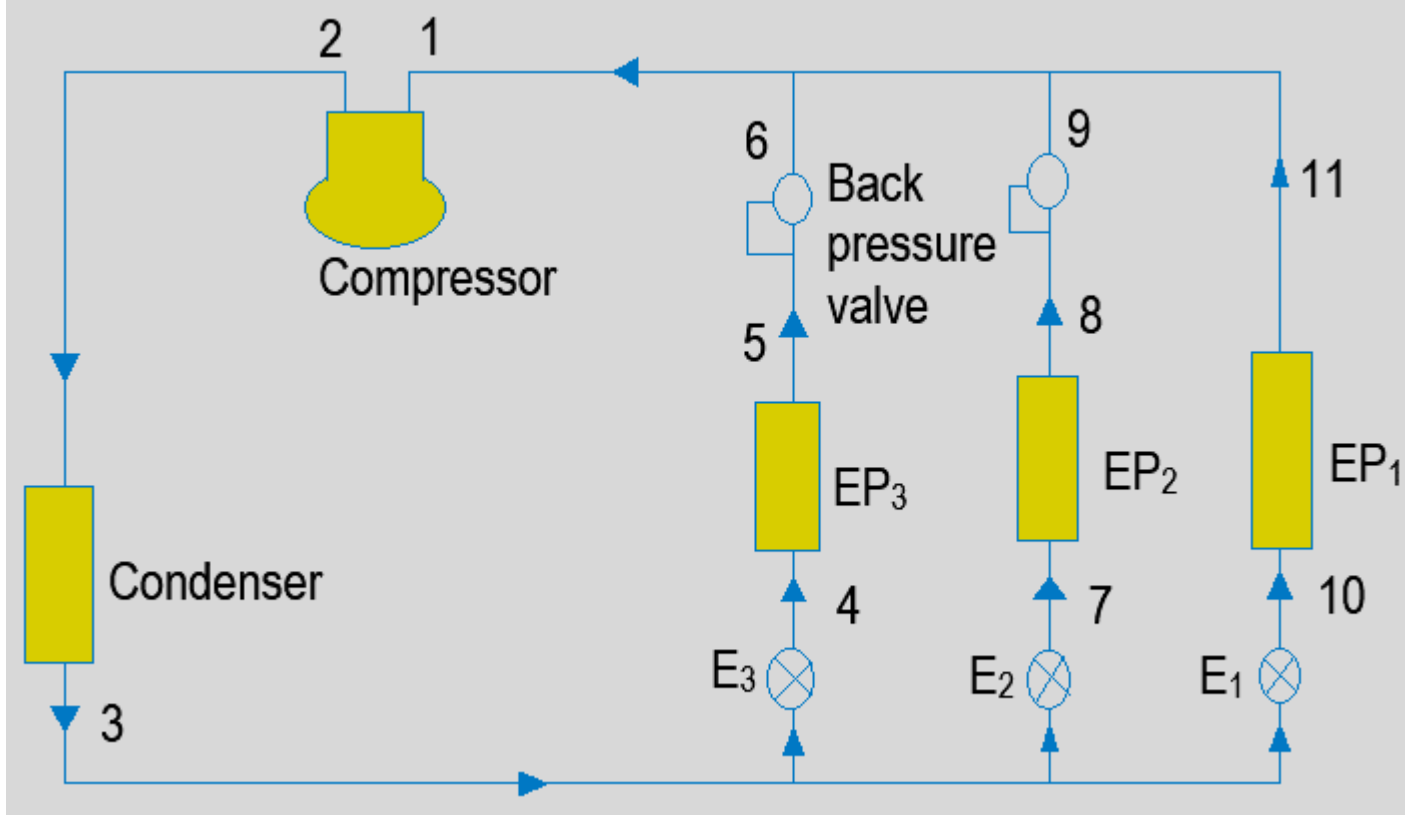 2
1
6
Back
pressure
valve
9
11
Compressor
5
8
EP3
EP2
EP1
Condenser
4
7
10
E3
E2
E1
3